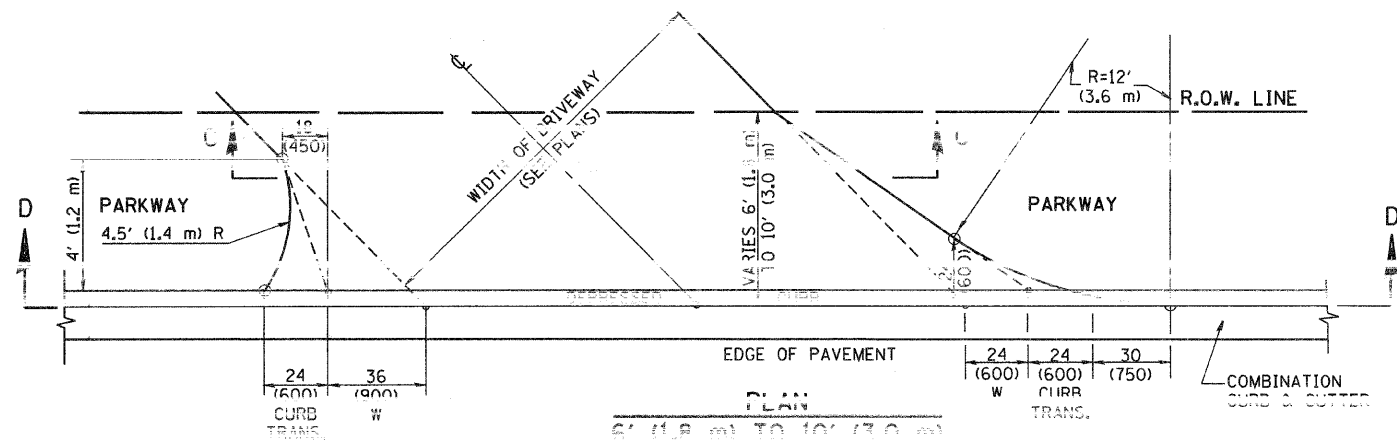 ℄
WIDTH OF DRIVEWAY
(SEE PLANS)
R=12'
(3.6 m)
R.O.W. LINE
18
(450)
C
C
VARIES 6' (1.8 m)
TO 10' (3.0 m)
4' (1.2 m)
PARKWAY
4.5' (1.4 m) R
PARKWAY
D
D
(600)
DEPRESSED CURB
EDGE OF PAVEMENT
24
(600)
CURB
TRANS.
36
(900)
W
24
(600)
W
24
(600)
CURB
TRANS.
30
(750)
COMBINATION
CURB & GUTTER
PLAN
6' (1.8 m) TO 10' (3.0 m)